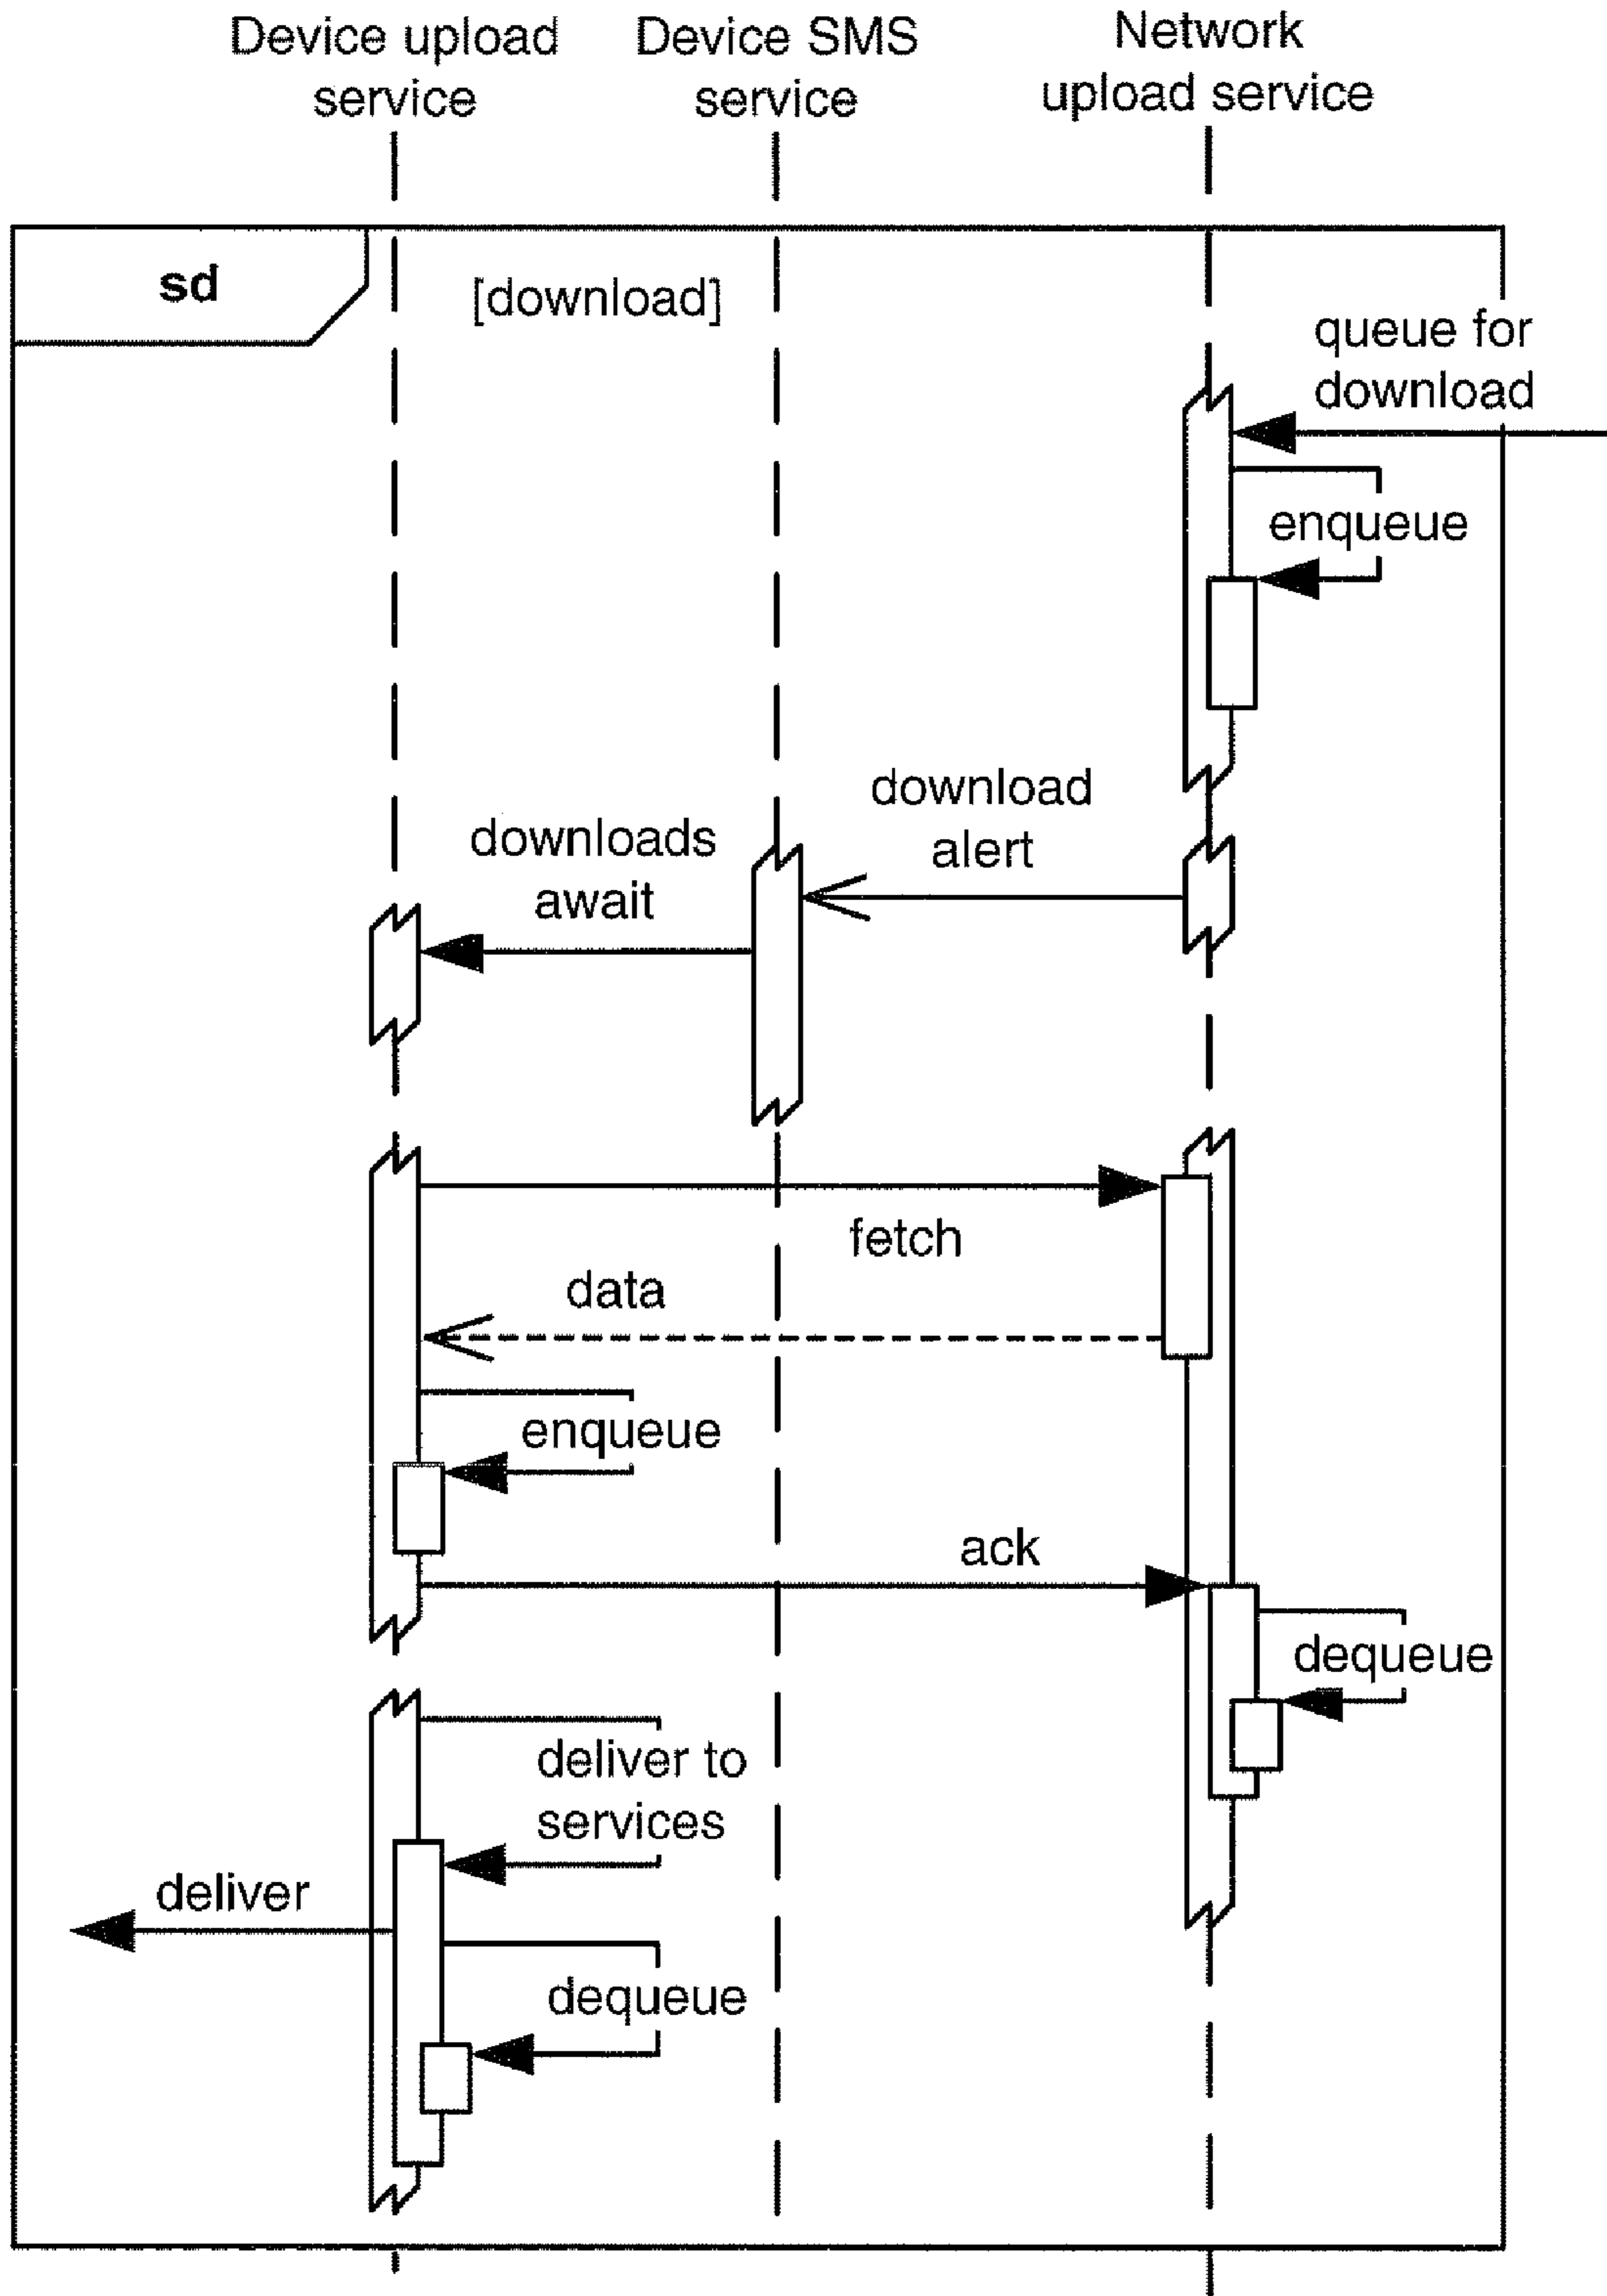 Device upload
service
Device SMS
service
Network
upload service
sd
[download]
queue for
download
enqueue
download
alert
downloads
await
fetch
data
enqueue
ack
dequeue
deliver to
services
deliver
dequeue